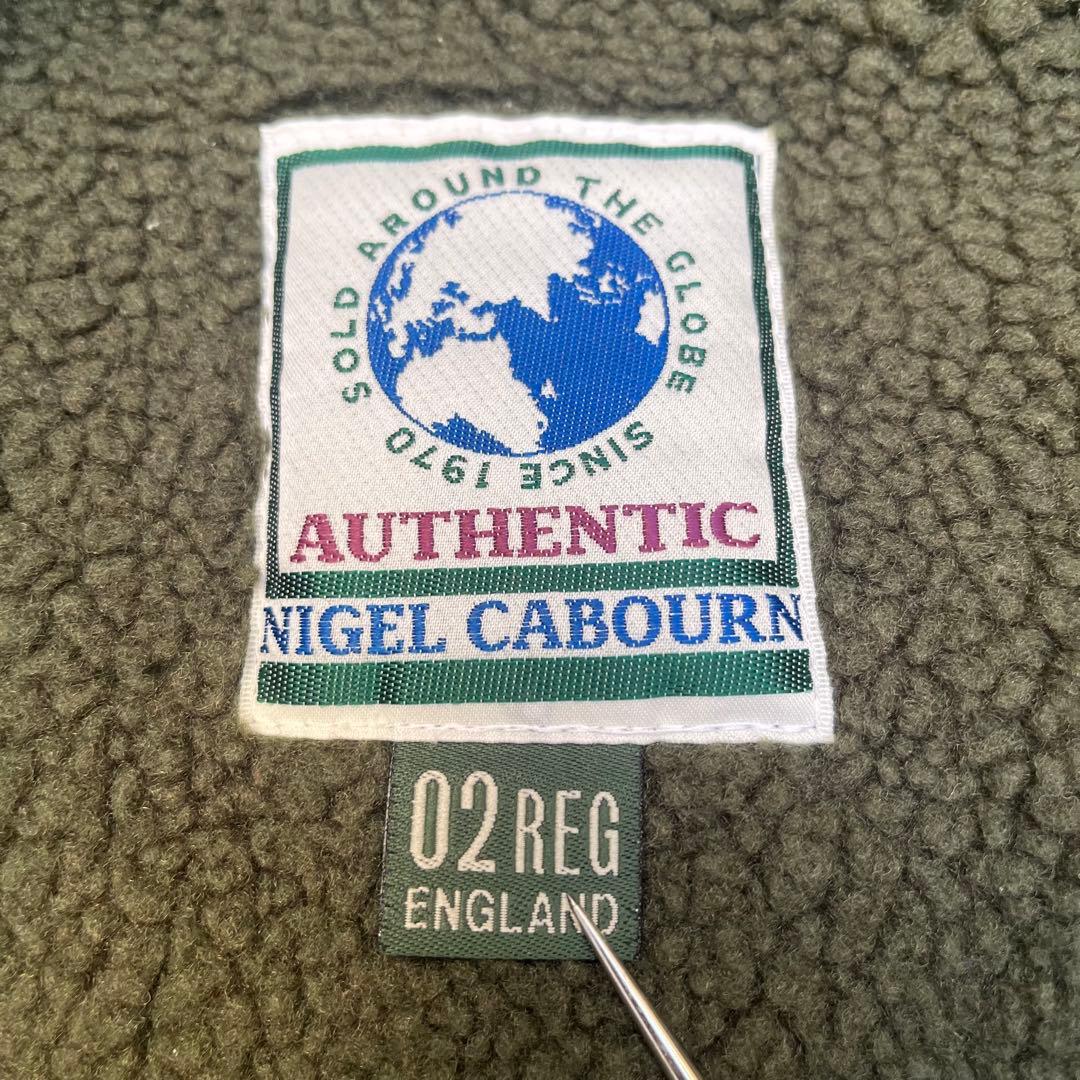 SOLD AROUND THE GLOBE
SINCE 1970
AUTHENTIC
NIGEL CABOURN
02 REG
ENGLAND